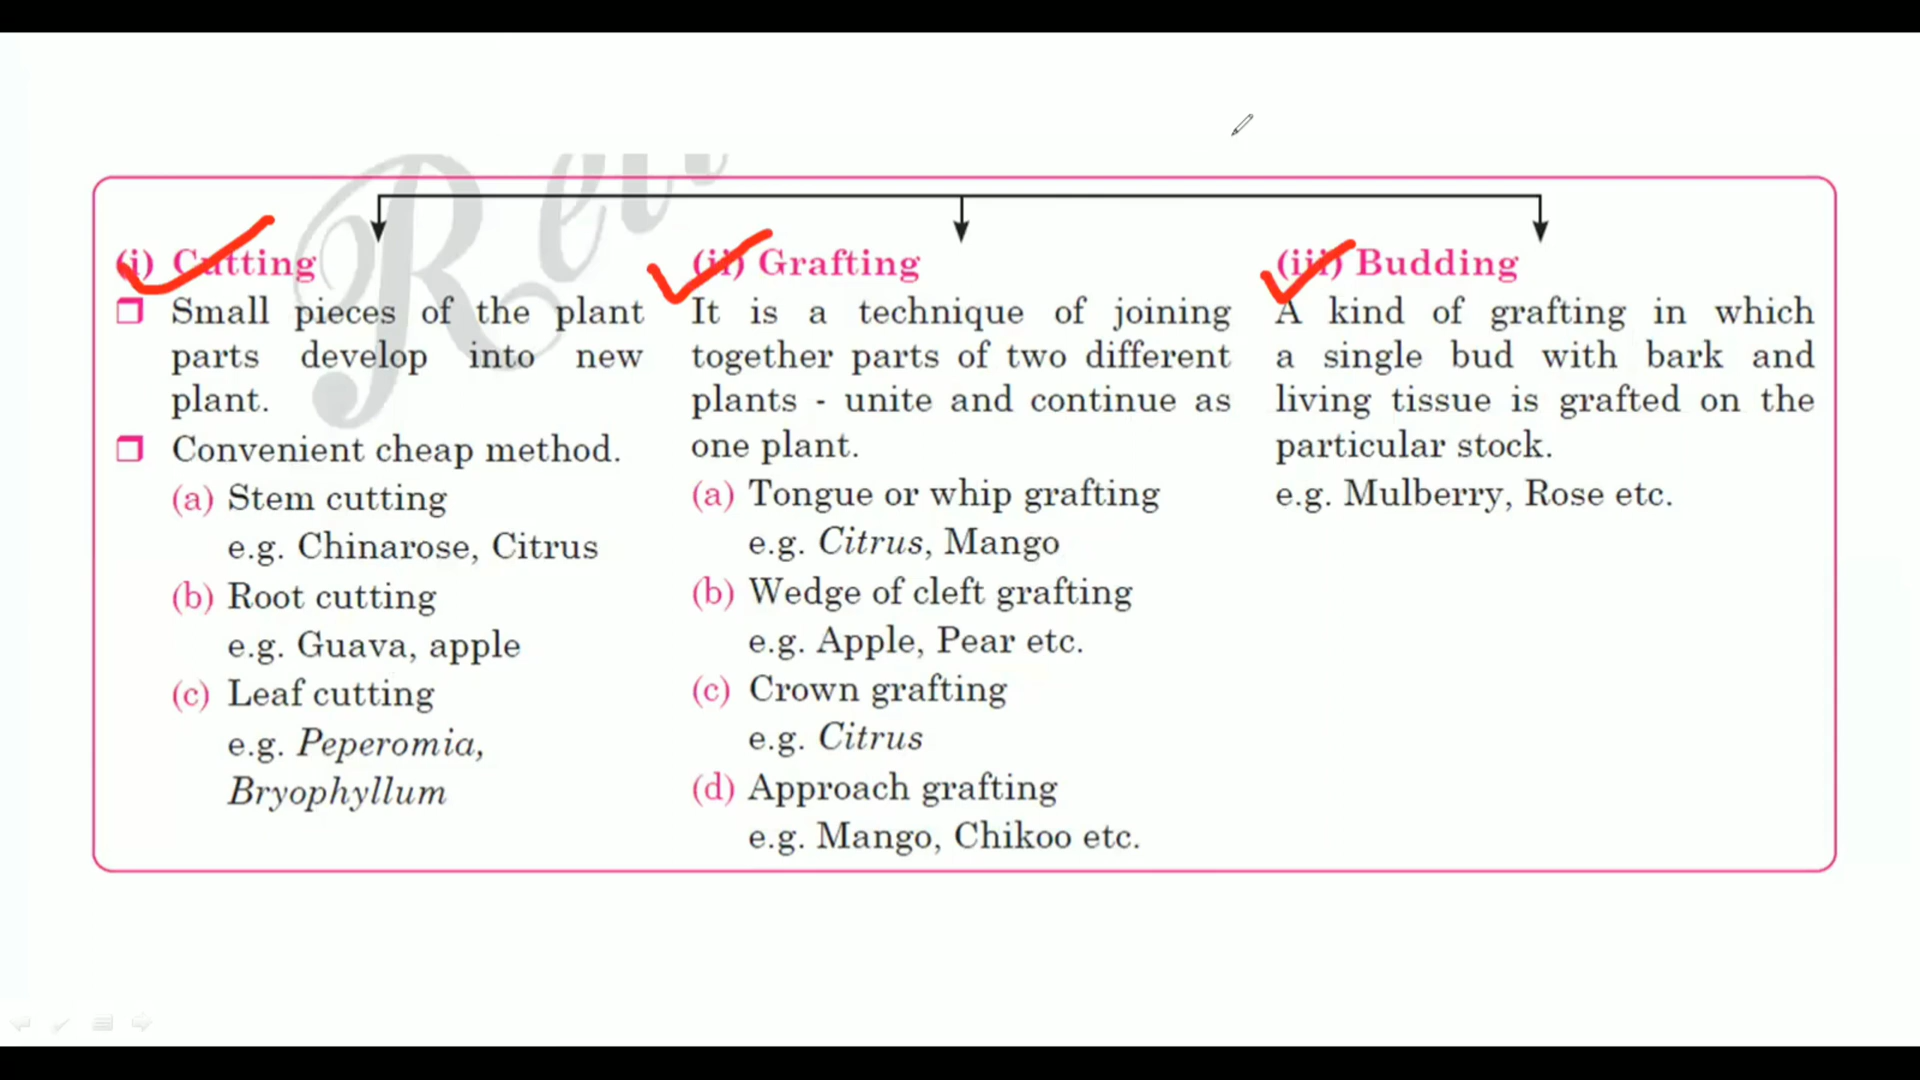 (i) Cutting
❒ Small pieces of the plant
parts develop into new
plant.
❒ Convenient cheap method.
(a) Stem cutting
e.g. Chinarose, Citrus
(b) Root cutting
e.g. Guava, apple
(c) Leaf cutting
e.g. Peperomia,
Bryophyllum
(ii) Grafting
It is a technique of joining
together parts of two different
plants - unite and continue as
one plant.
(a) Tongue or whip grafting
e.g. Citrus, Mango
(b) Wedge of cleft grafting
e.g. Apple, Pear etc.
(c) Crown grafting
e.g. Citrus
(d) Approach grafting
e.g. Mango, Chikoo etc.
(iii) Budding
A kind of grafting in which
a single bud with bark and
living tissue is grafted on the
particular stock.
e.g. Mulberry, Rose etc.